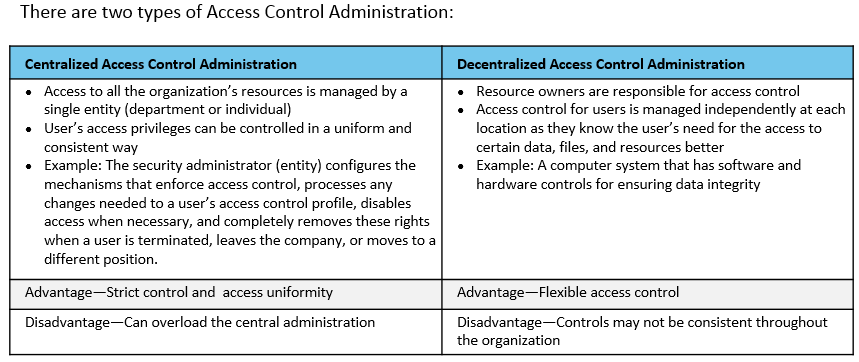 There are two types of Access Control Administration:
Centralized Access Control Administration
Access to all the organization's resources is managed by a
single entity (department or individual)
User's access privileges can be controlled in a uniform and
consistent way
Example: The security administrator (entity) configures the
mechanisms that enforce access control, processes any
changes needed to a user's access control profile, disables
access when necessary, and completely removes these rights
when a user is terminated, leaves the company, or moves to a
different position.
Advantage—Strict control and access uniformity
Disadvantage—Can overload the central administration
Decentralized Access Control Administration
Resource owners are responsible for access control
Access control for users is managed independently at each
location as they know the user's need for the access to
certain data, files, and resources better
Example: A computer system that has software and
hardware controls for ensuring data integrity
Advantage—Flexible access control
Disadvantage—Controls may not be consistent throughout
the organization